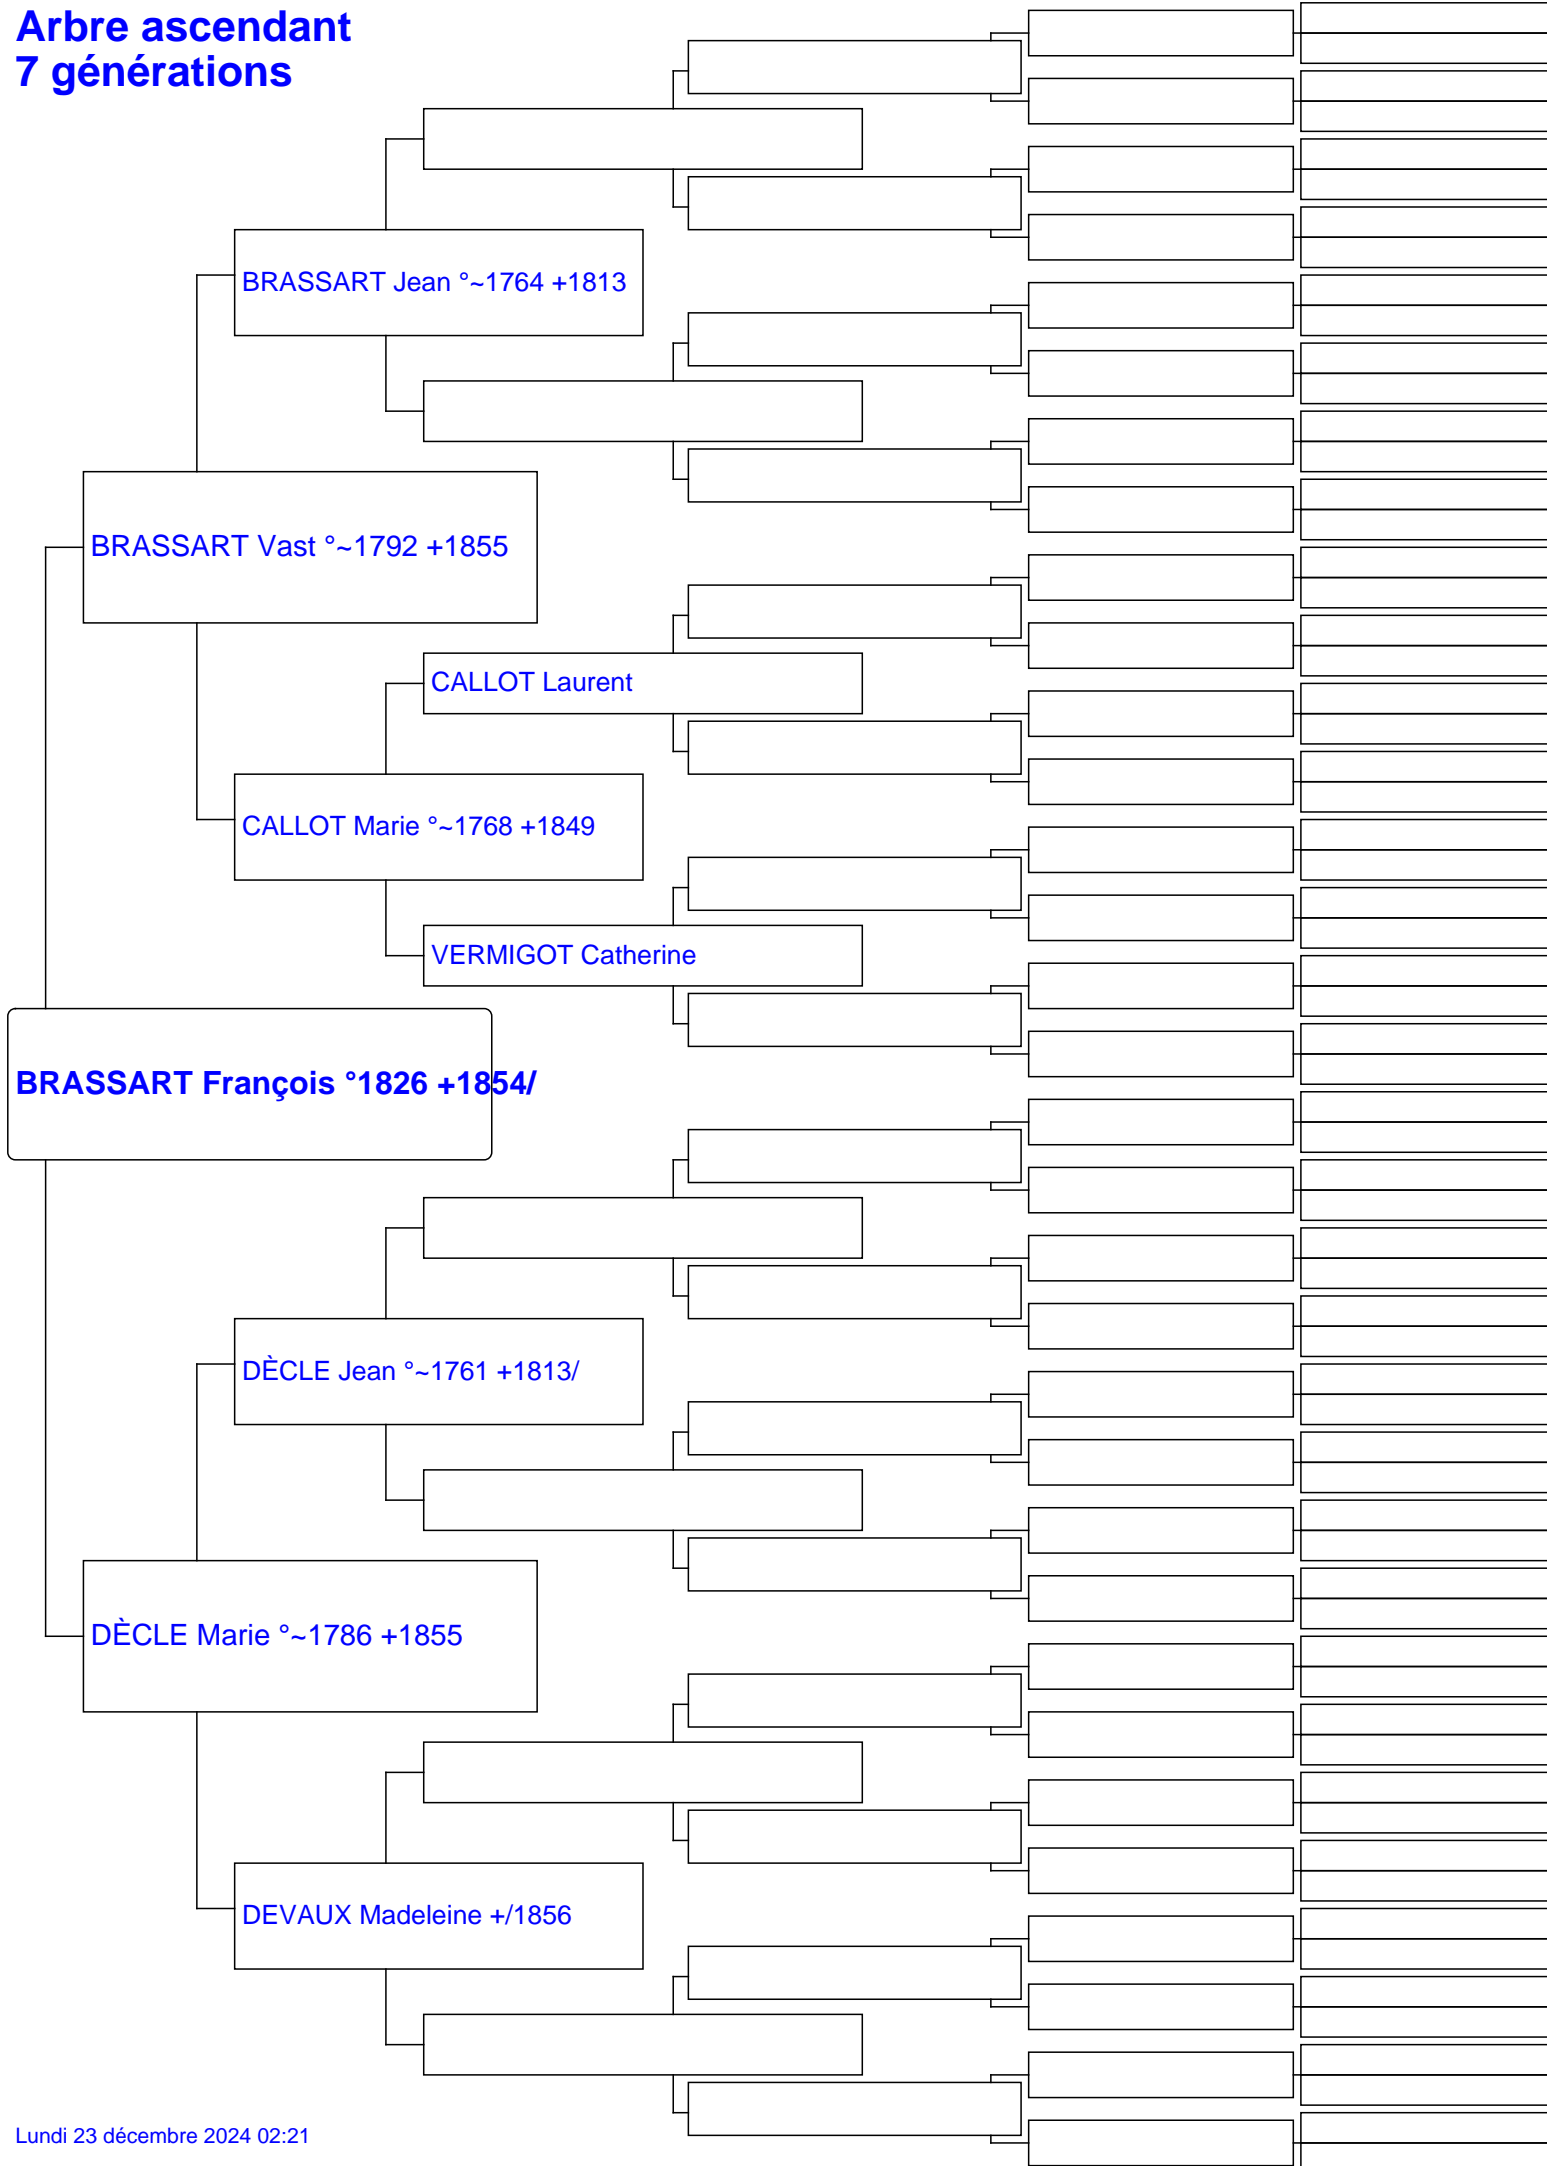 Arbre ascendant
7 générations
BRASSART Jean °~1764 +1813
BRASSART Vast °~1792 +1855
CALLOT Laurent
CALLOT Marie °~1768 +1849
VERMIGOT Catherine
BRASSART François °1826 +1854/
DÈCLE Jean °~1761 +1813/
DÈCLE Marie °~1786 +1855
DEVAUX Madeleine +/1856
Lundi 23 décembre 2024 02:21